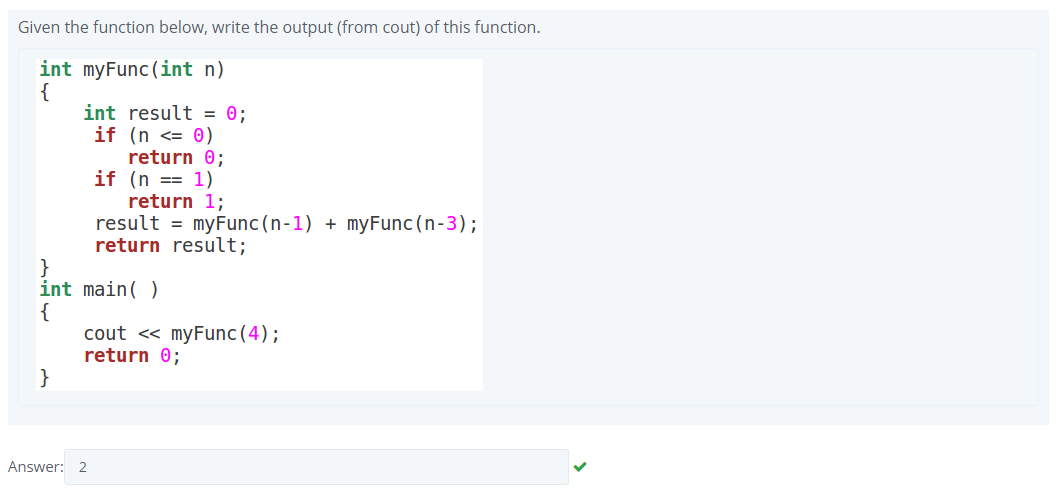 Given the function below, write the output (from cout) of this function.
int myFunc(int n)
{
    int result = 0;
     if (n <= 0)
        return 0;
     if (n == 1)
        return 1;
     result = myFunc(n-1) + myFunc(n-3);
     return result;
}
int main( )
{
    cout << myFunc(4);
    return 0;
}
Answer: 2